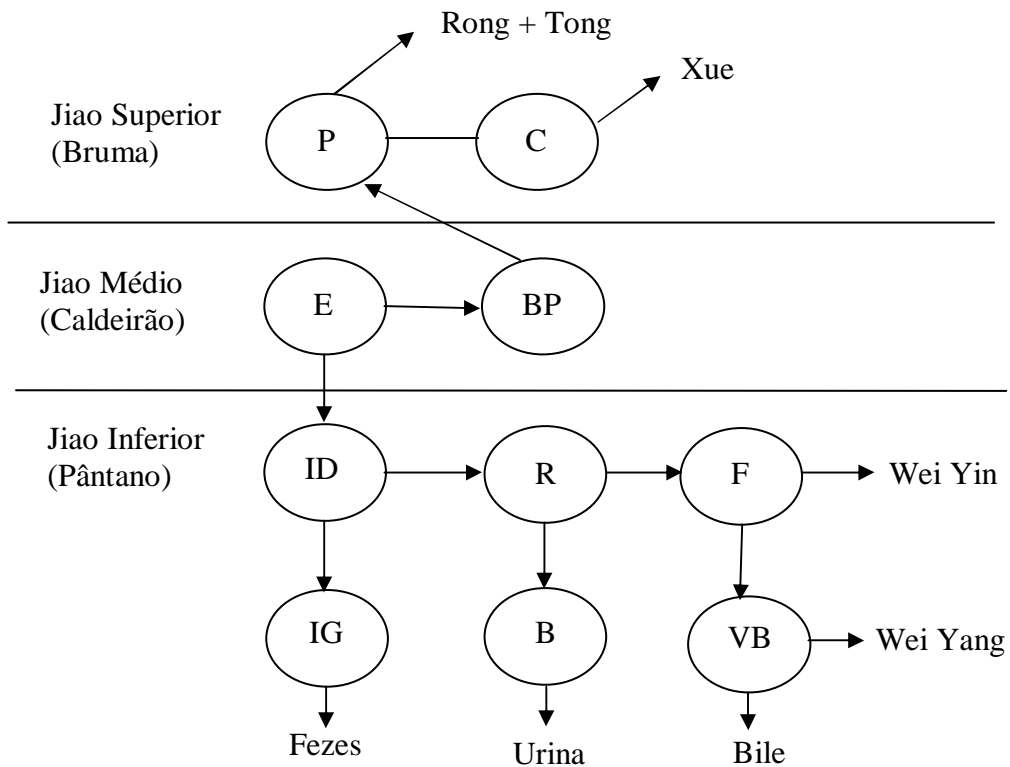 Rong + Tong
Xue
Jiao Superior
(Bruma)
P
C
Jiao Médio
(Caldeirão)
E
BP
Jiao Inferior
(Pântano)
ID
R
F
Wei Yin
IG
B
VB
Wei Yang
Fezes
Urina
Bile